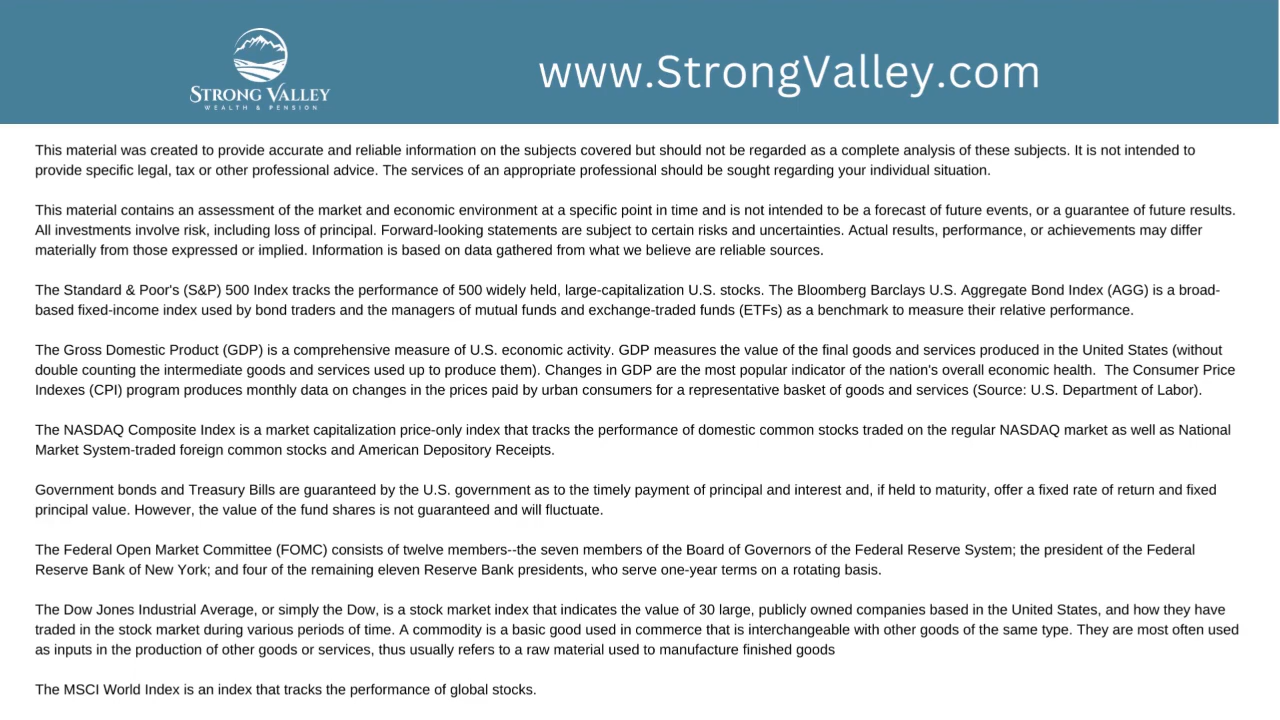 STRONG VALLEY
WEALTH & PENSION
www.StrongValley.com
This material was created to provide accurate and reliable information on the subjects covered but should not be regarded as a complete analysis of these subjects. It is not intended to
provide specific legal, tax or other professional advice. The services of an appropriate professional should be sought regarding your individual situation.
This material contains an assessment of the market and economic environment at a specific point in time and is not intended to be a forecast of future events, or a guarantee of future results.
All investments involve risk, including loss of principal. Forward-looking statements are subject to certain risks and uncertainties. Actual results, performance, or achievements may differ
materially from those expressed or implied. Information is based on data gathered from what we believe are reliable sources.
The Standard & Poor's (S&P) 500 Index tracks the performance of 500 widely held, large-capitalization U.S. stocks. The Bloomberg Barclays U.S. Aggregate Bond Index (AGG) is a broad-
based fixed-income index used by bond traders and the managers of mutual funds and exchange-traded funds (ETFs) as a benchmark to measure their relative performance.
The Gross Domestic Product (GDP) is a comprehensive measure of U.S. economic activity. GDP measures the value of the final goods and services produced in the United States (without
double counting the intermediate goods and services used up to produce them). Changes in GDP are the most popular indicator of the nation's overall economic health. The Consumer Price
Indexes (CPI) program produces monthly data on changes in the prices paid by urban consumers for a representative basket of goods and services (Source: U.S. Department of Labor).
The NASDAQ Composite Index is a market capitalization price-only index that tracks the performance of domestic common stocks traded on the regular NASDAQ market as well as National
Market System-traded foreign common stocks and American Depository Receipts.
Government bonds and Treasury Bills are guaranteed by the U.S. government as to the timely payment of principal and interest and, if held to maturity, offer a fixed rate of return and fixed
principal value. However, the value of the fund shares is not guaranteed and will fluctuate.
The Federal Open Market Committee (FOMC) consists of twelve members--the seven members of the Board of Governors of the Federal Reserve System; the president of the Federal
Reserve Bank of New York; and four of the remaining eleven Reserve Bank presidents, who serve one-year terms on a rotating basis.
The Dow Jones Industrial Average, or simply the Dow, is a stock market index that indicates the value of 30 large, publicly owned companies based in the United States, and how they have
traded in the stock market during various periods of time. A commodity is a basic good used in commerce that is interchangeable with other goods of the same type. They are most often used
as inputs in the production of other goods or services, thus usually refers to a raw material used to manufacture finished goods
The MSCI World Index is an index that tracks the performance of global stocks.